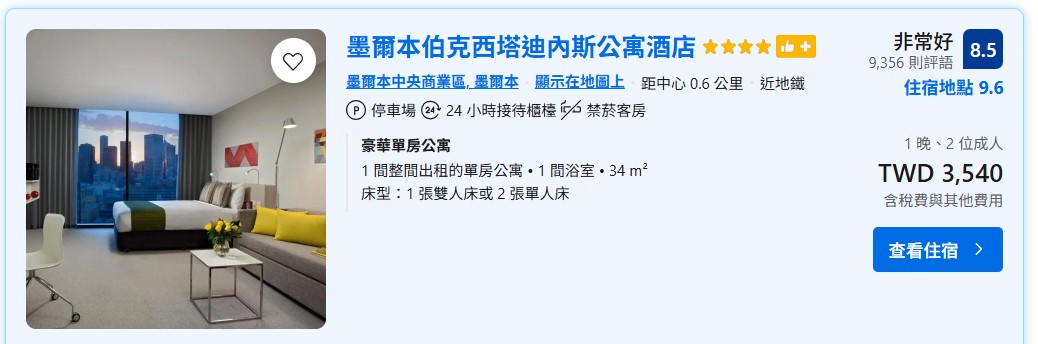 墨爾本伯克西塔迪內斯公寓酒店
非常好 8.5
9,356 則評語
墨爾本中央商業區, 墨爾本 · 顯示在地圖上 · 距中心 0.6 公里 · 近地鐵
住宿地點 9.6
P 停車場 24 24 小時接待櫃檯 禁菸客房
豪華單房公寓
1 間整間出租的單房公寓 • 1 間浴室 • 34 m²
床型：1 張雙人床或 2 張單人床
1 晚、2 位成人
TWD 3,540
含稅費與其他費用
查看住宿